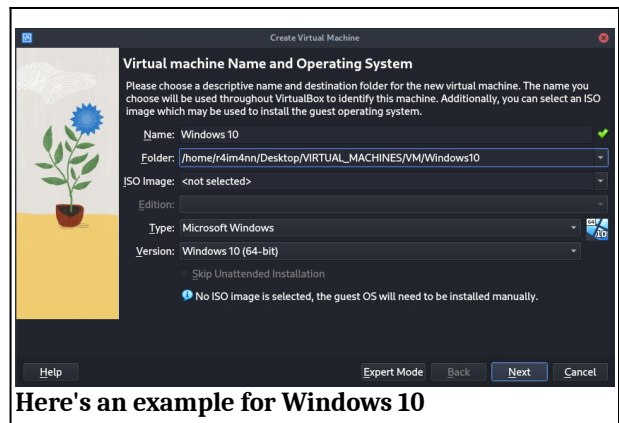 Create Virtual Machine
Virtual machine Name and Operating System
Please choose a descriptive name and destination folder for the new virtual machine. The name you
choose will be used throughout VirtualBox to identify this machine. Additionally, you can select an ISO
image which may be used to install the guest operating system.
Name: Windows 10
Folder: /home/r4im4nn/Desktop/VIRTUAL_MACHINES/VM/Windows10
ISO Image: <not selected>
Edition:
Type: Microsoft Windows
64
10
Version: Windows 10 (64-bit)
Skip Unattended Installation
No ISO image is selected, the guest OS will need to be installed manually.
Help Expert Mode Back Next Cancel
Here's an example for Windows 10